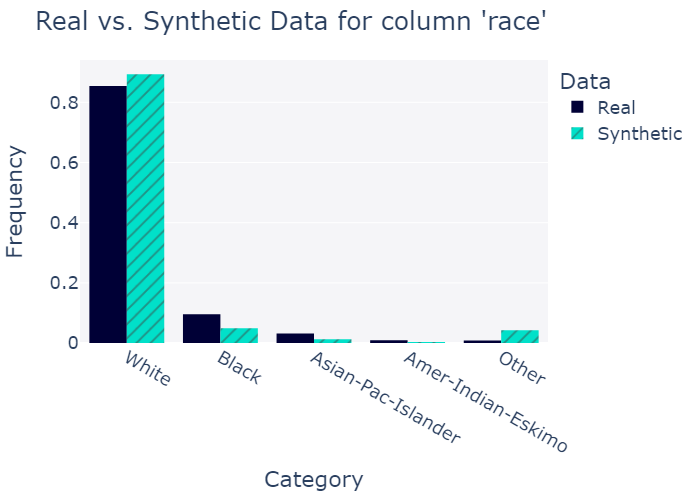 Real vs. Synthetic Data for column 'race'
Data
Real
Synthetic
Frequency
0.8
0.6
0.4
0.2
0
White
Black
Asian-Pac-Islander
Amer-Indian-Eskimo
Other
Category